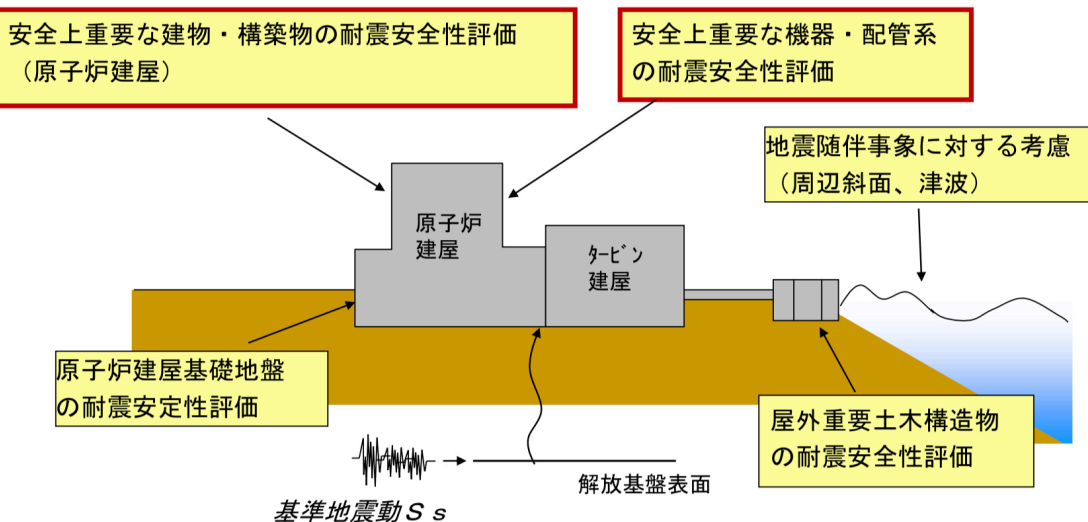 安全上重要な建物・構築物の耐震安全性評価
（原子炉建屋）
安全上重要な機器・配管系
の耐震安全性評価
地震随伴事象に対する考慮
（周辺斜面、津波）
原子炉
建屋
ﾀｰﾋﾞﾝ
建屋
原子炉建屋基礎地盤
の耐震安定性評価
屋外重要土木構造物
の耐震安全性評価
解放基盤表面
基準地震動Ｓｓ